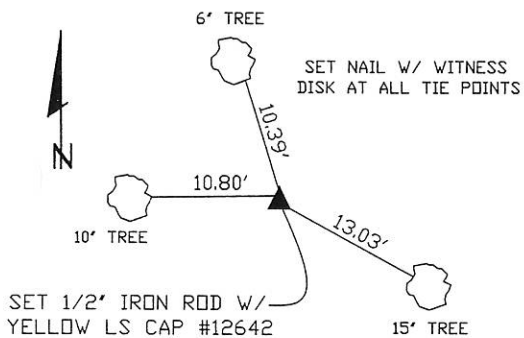 6" TREE
SET NAIL W/ WITNESS
DISK AT ALL TIE POINTS
10.39'
N
10.80'
10" TREE
13.03'
SET 1/2" IRON ROD W/
YELLOW LS CAP #12642
15" TREE